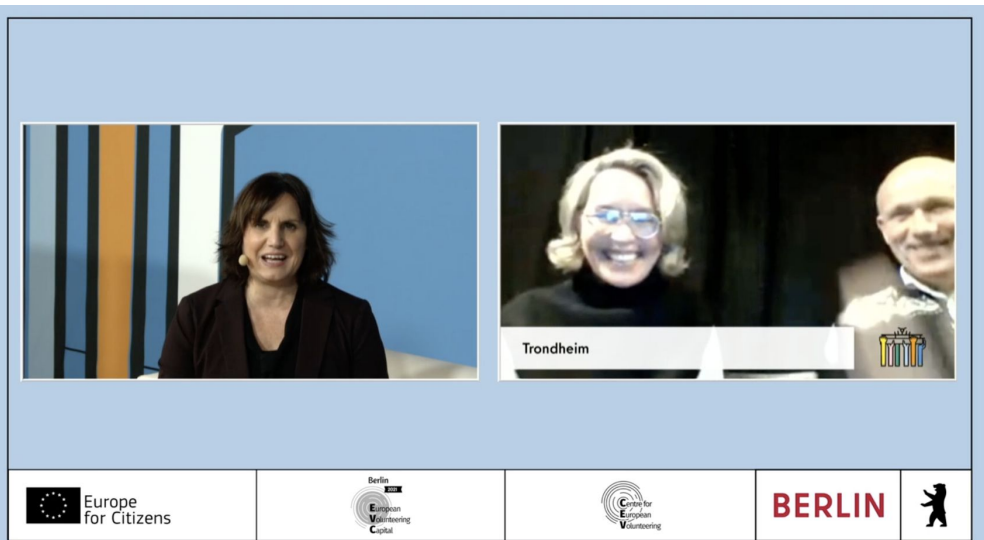 Trondheim
Europe
for Citizens
Berlin
2021
European
Volunteering
Capital
Centre for
European
Volunteering
BERLIN